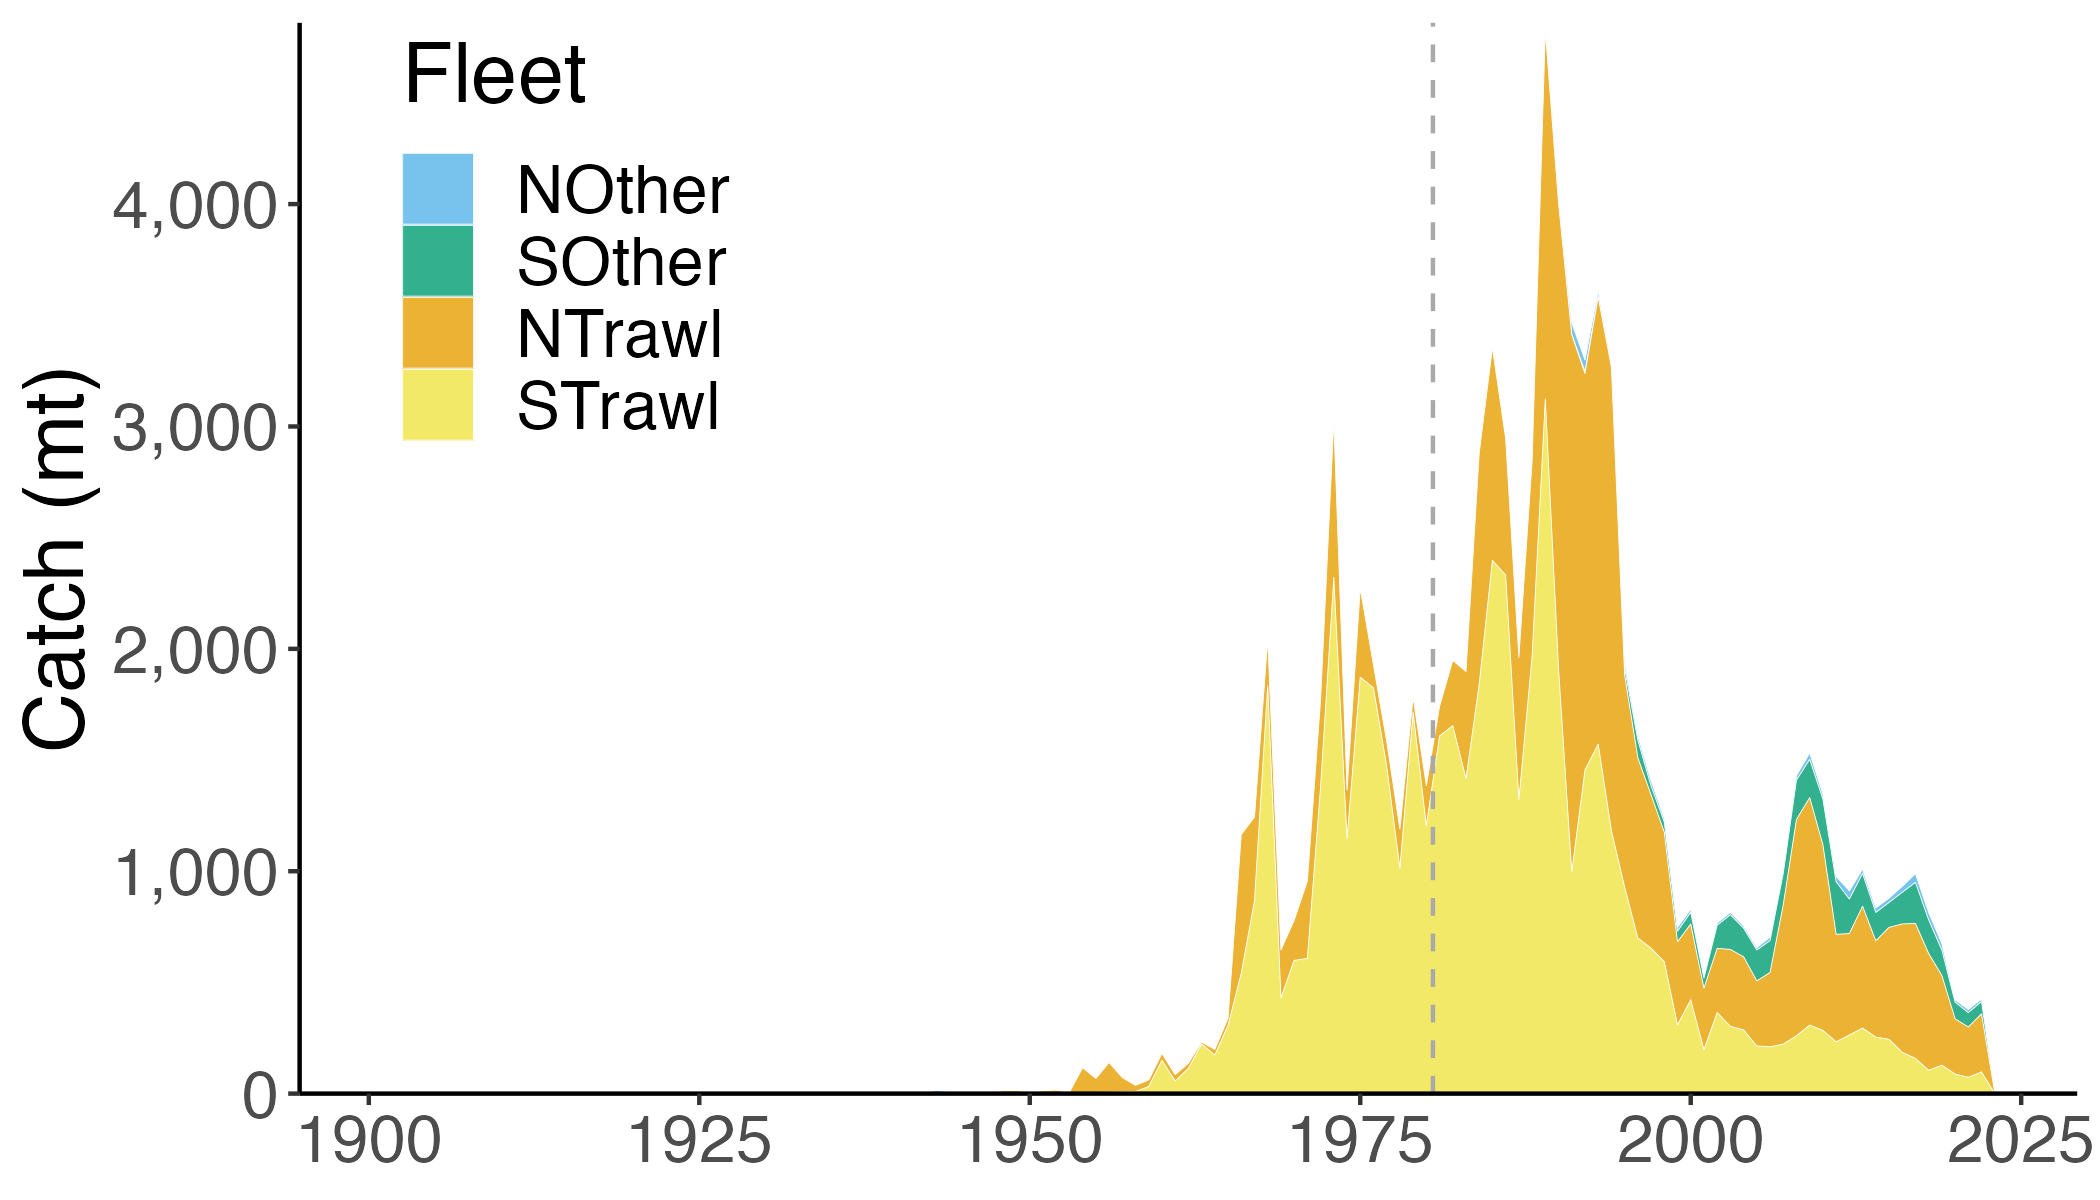 Fleet
NOther
SOther
NTrawl
STrawl
Catch (mt)
4,000
3,000
2,000
1,000
0
1900 1925 1950 1975 2000 2025